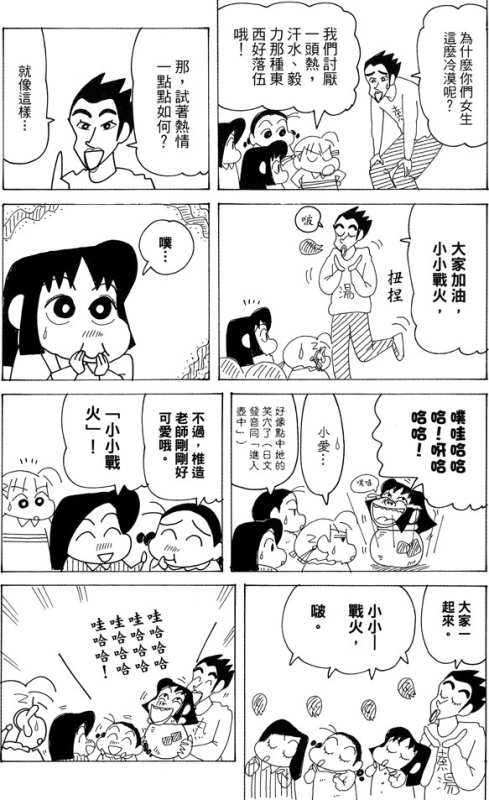 為什麼你們女生
這麼冷漠呢?
我們討厭
一頭熱,
汗水、毅
力那種東
西好落伍
哦!
那,試著熱情
一點點如何?
就像這樣…
大家加油,
小小戰火,
扭捏
啵
湯
噗…
噗哇哈哈
哈!呀哈
哈哈!
小愛…
好像點中她的
笑穴了(日文
發音同「進入
壺中」)
不過,椎造
老師剛剛好
可愛哦。
「小小戰
火」!
大家一
起來。
小小—
戰火,
啵。
哇哈哈哈
哇哈哈哈
哇哈哈哈
哇哈哈!